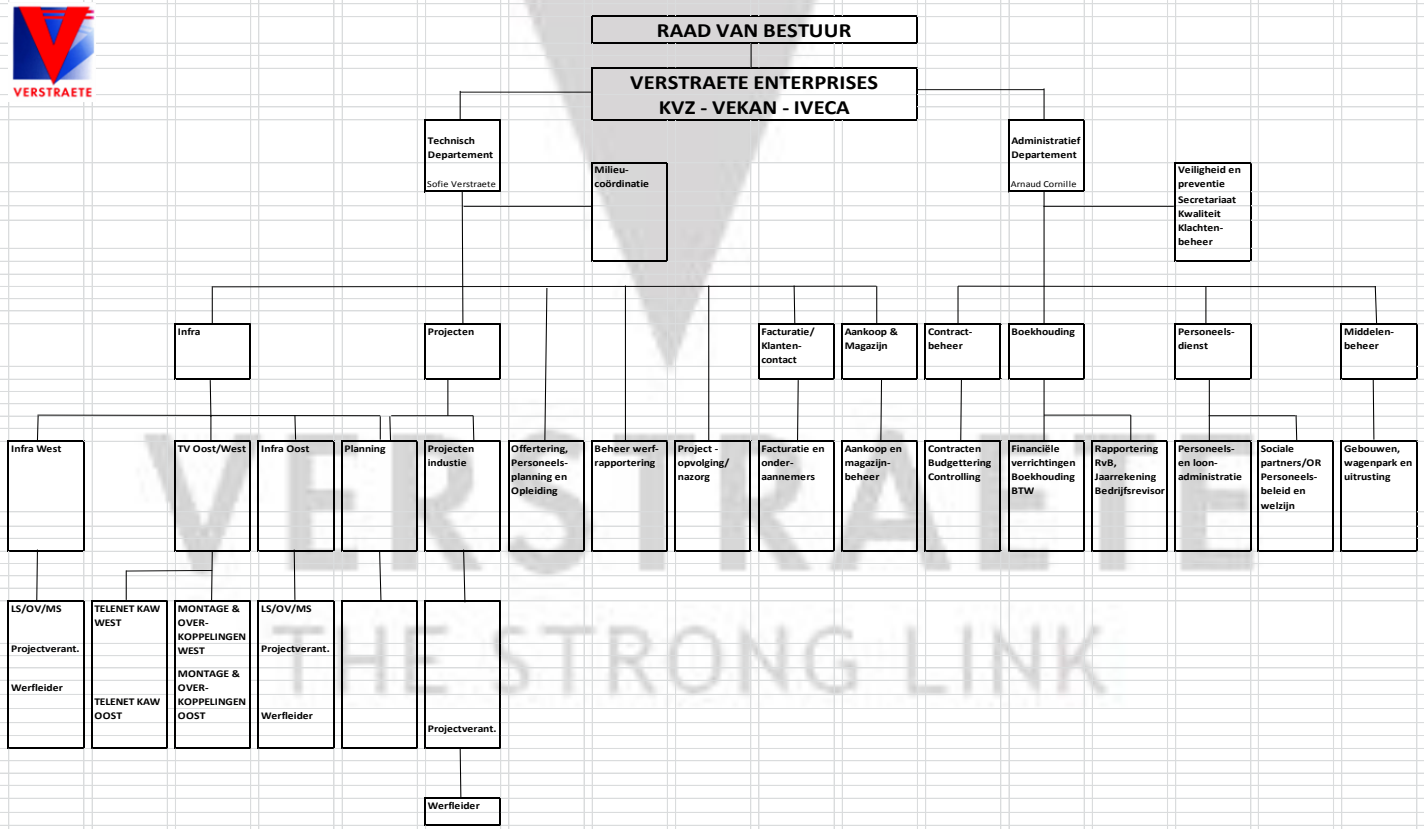 VERSTRAETE
RAAD VAN BESTUUR
VERSTRAETE ENTERPRISES
KVZ - VEKAN - IVECA
Technisch
Departement
Sofie Verstraete
Milieu-
coördinatie
Administratief
Departement
Arnaud Cornille
Veiligheid en
preventie
Secretariaat
Kwaliteit
Klachten-
beheer
Infra
Projecten
Facturatie/
Klanten-
contact
Aankoop &
Magazijn
Contract-
beheer
Boekhouding
Personeels-
dienst
Middelen-
beheer
Infra West
TV Oost/West
Infra Oost
Planning
Projecten
industie
Offertering,
Personeels-
planning en
Opleiding
Beheer werf-
rapportering
Project -
opvolging/
nazorg
Facturatie en
onder-
aannemers
Aankoop en
magazijn-
beheer
Contracten
Budgettering
Controlling
Financiële
verrichtingen
Boekhouding
BTW
Rapportering
RvB,
Jaarrekening
Bedrijfsrevisor
Personeels-
en loon-
administratie
Sociale
partners/OR
Personeels-
beleid en
welzijn
Gebouwen,
wagenpark en
uitrusting
LS/OV/MS
Projectverant.
Werfleider
TELENET KAW
WEST
TELENET KAW
OOST
MONTAGE &
OVER-
KOPPELINGEN
WEST
MONTAGE &
OVER-
KOPPELINGEN
OOST
LS/OV/MS
Projectverant.
Werfleider
Projectverant.
Werfleider
VERSTRAETE
THE STRONG LINK